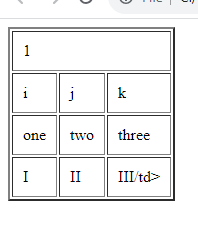 1
i j k
one two three
I II III/td>